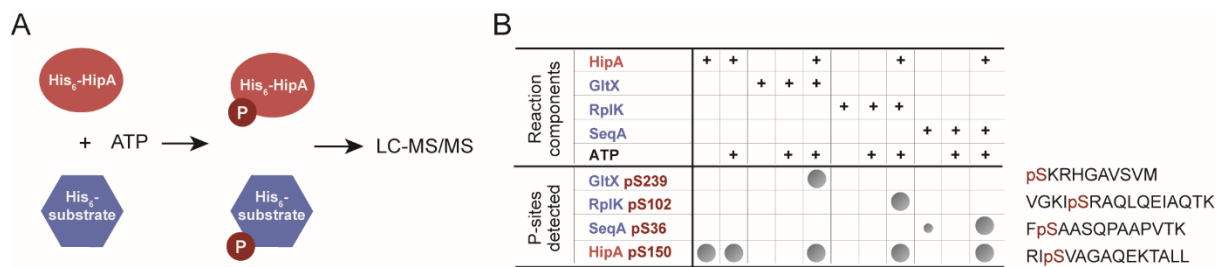 A
His6-HipA
+ ATP
His6-
substrate
His6-HipA
P
His6-
substrate
P
LC-MS/MS
B
Reaction
components
HipA + + + + +
GltX + + +
RplK + + +
SeqA + + +
ATP + + + + + + +
P-sites
detected
GltX pS239
RplK pS102
SeqA pS36
HipA pS150
pSKRHGAVSVM
VGKIpSRAQLQEIAQTK
FpSAASQPAAPVTK
RIpSVAGAQEKTALL